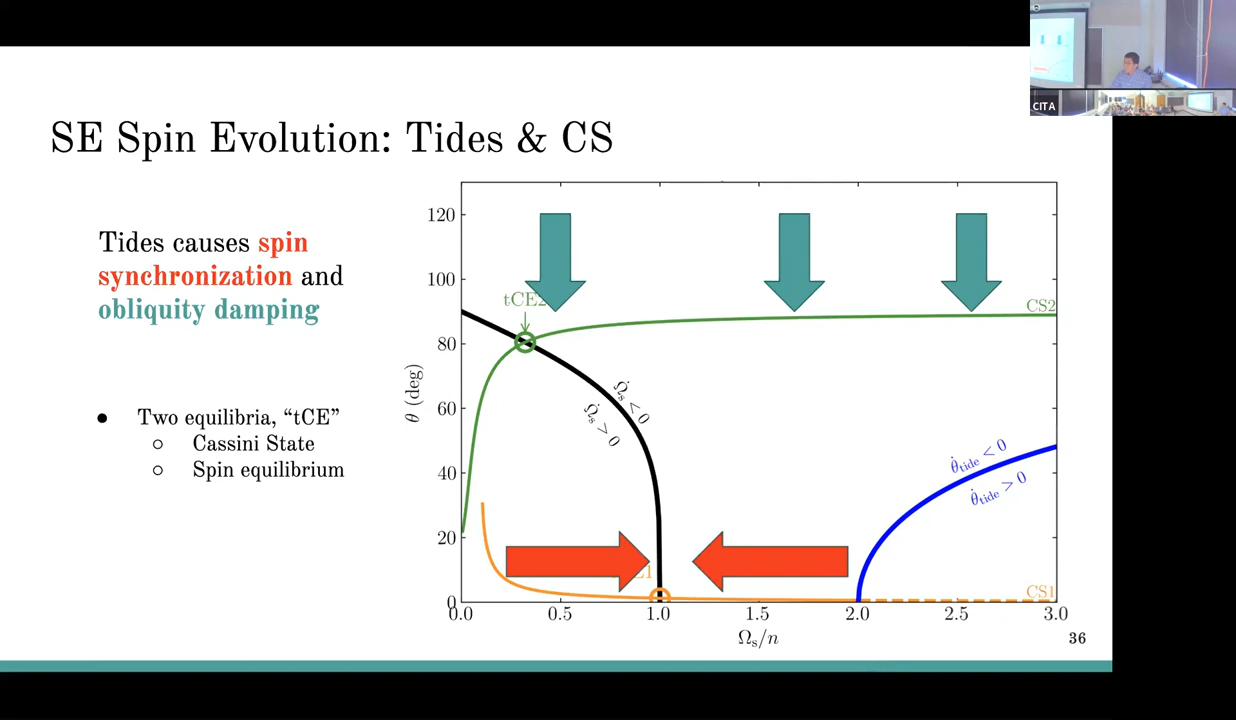 CITA
SE Spin Evolution: Tides & CS
Tides causes spin
synchronization and
obliquity damping
● Two equilibria, “tCE”
○ Cassini State
○ Spin equilibrium
120
100
80
60
40
20
0
θ (deg)
tCE2
CS2
Ω̇s < 0
Ω̇s > 0
θ̇tide < 0
θ̇tide > 0
CS1
0.0 0.5 1.0 1.5 2.0 2.5 3.0
Ωs/n
36